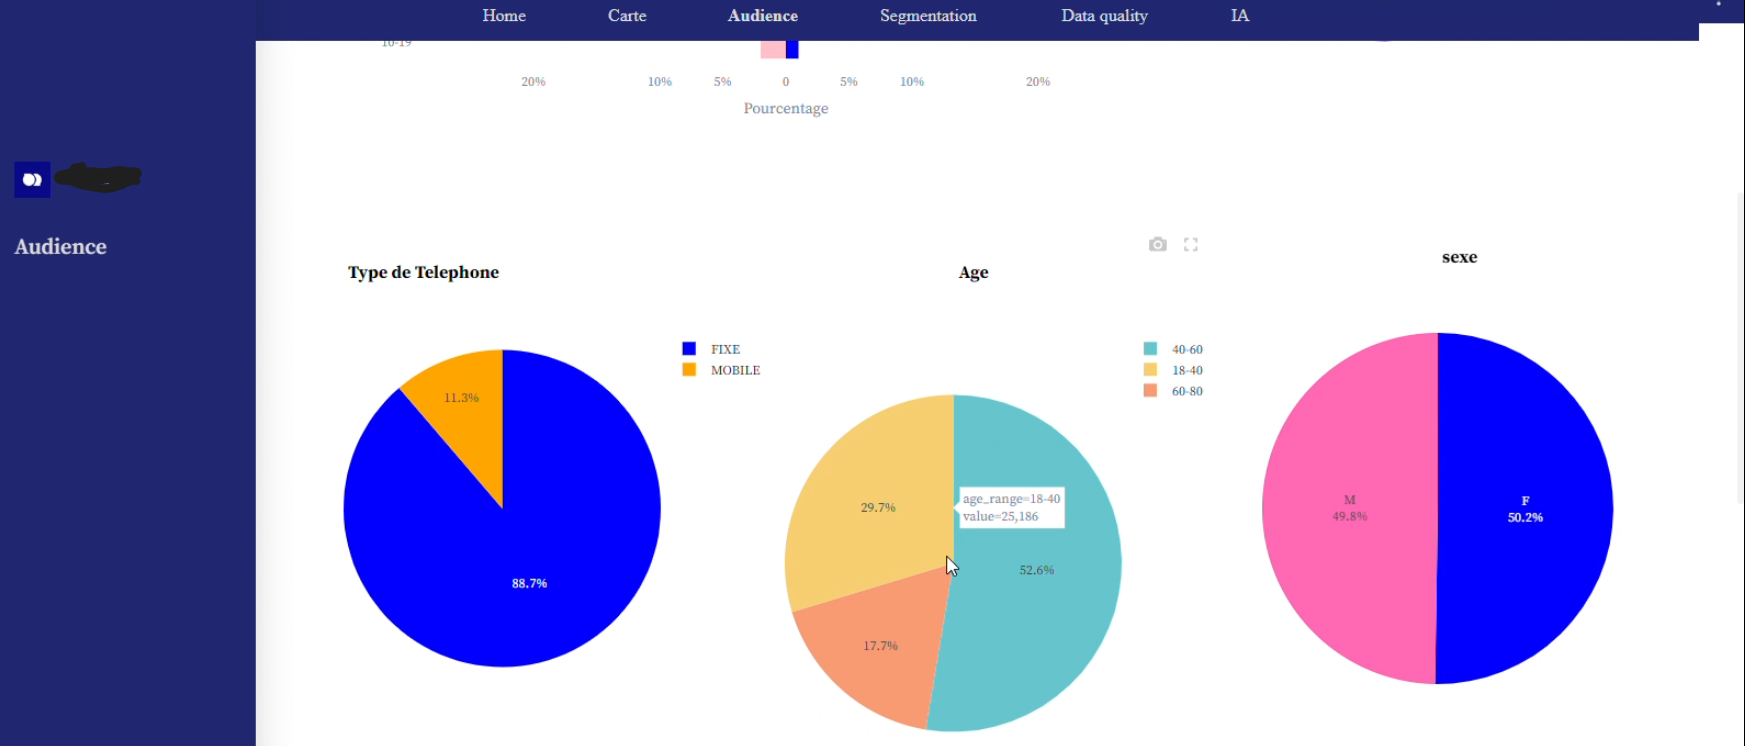 Home Carte Audience Segmentation Data quality IA
10-19
20% 10% 5% 0 5% 10% 20%
Pourcentage
Audience
Type de Telephone
FIXE
MOBILE
11.3%
88.7%
Age
40-60
18-40
60-80
29.7%
age_range=18-40
value=25,186
52.6%
17.7%
sexe
M
49.8%
F
50.2%